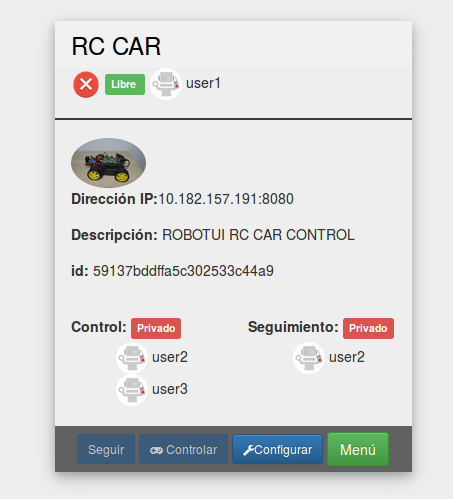 RC CAR
Libre user1
Dirección IP:10.182.157.191:8080
Descripción: ROBOTUI RC CAR CONTROL
id: 59137bddffa5c302533c44a9
Control: Privado Seguimiento: Privado
user2 user2
user3
Seguir Controlar Configurar Menú